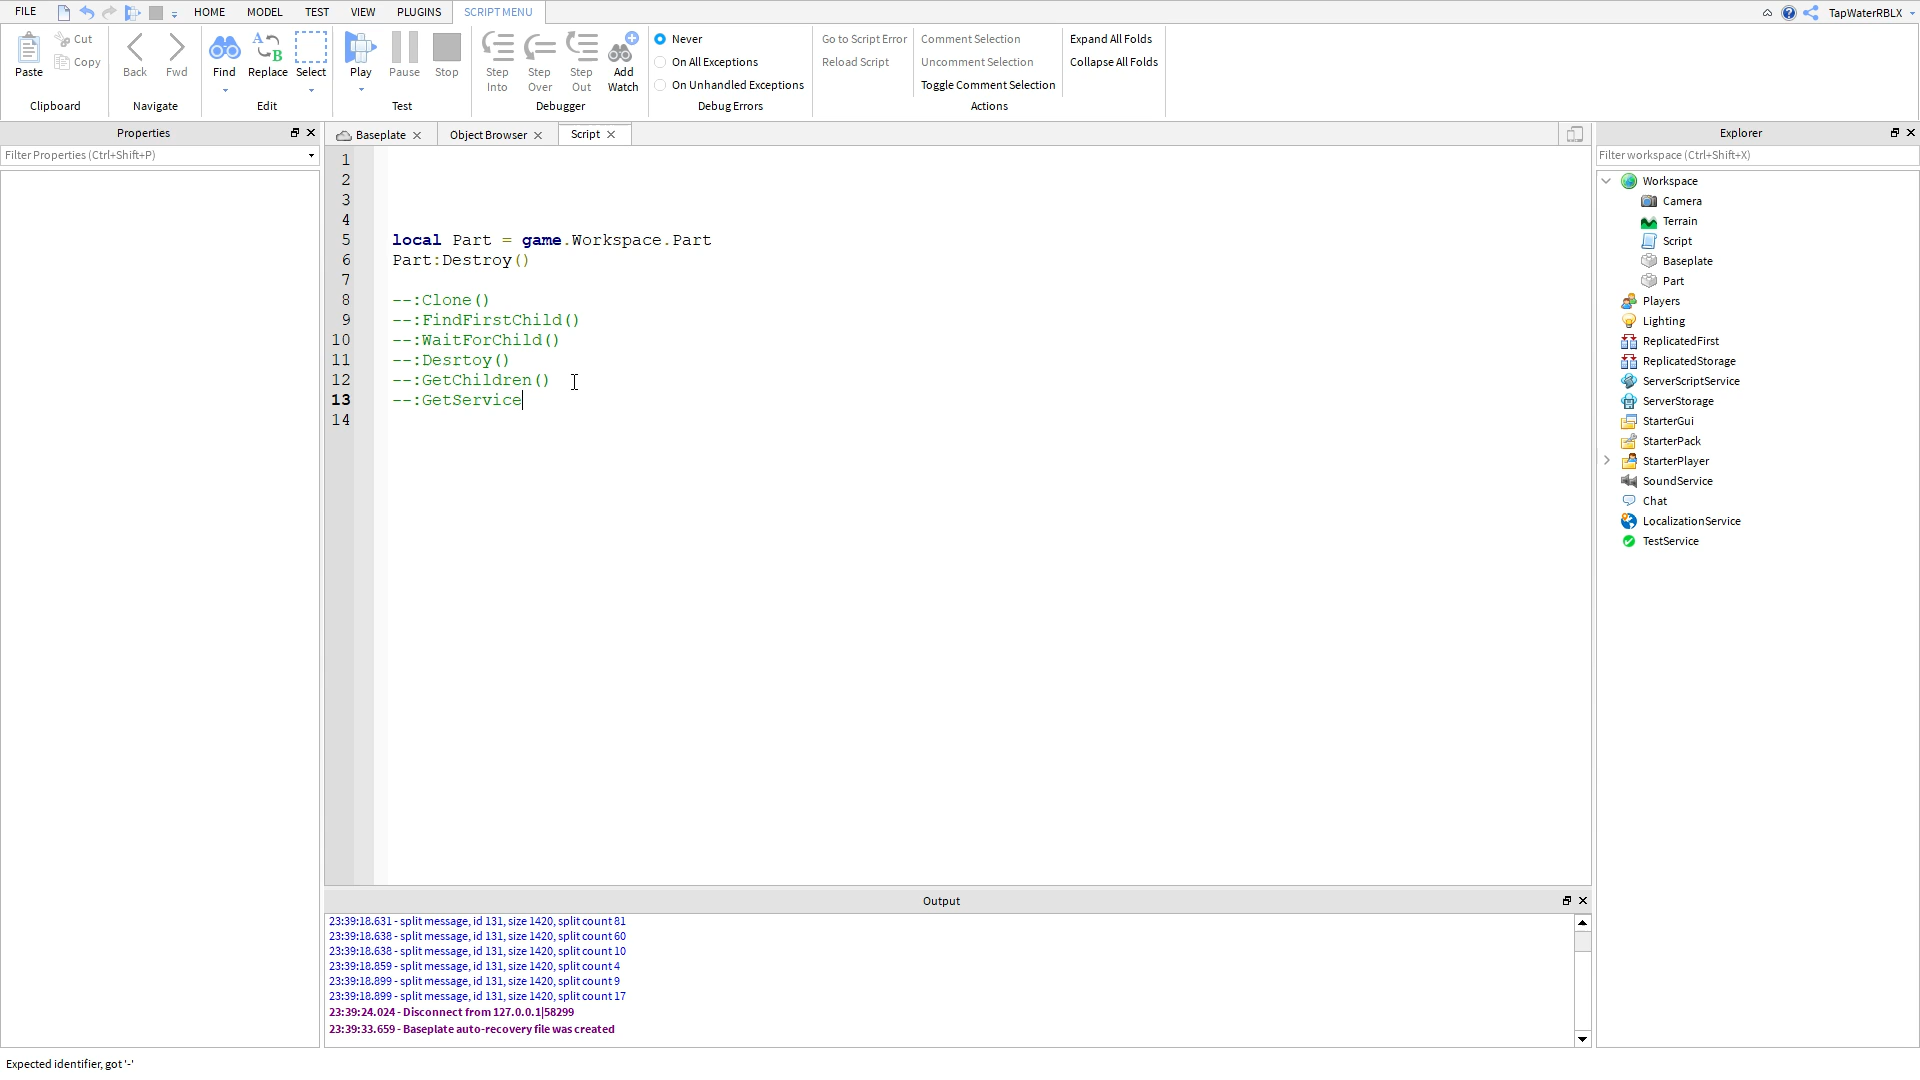 FILE HOME MODEL TEST VIEW PLUGINS SCRIPT MENU TapWaterRBLX
Paste Cut Copy Clipboard
Back Fwd Navigate
Find Replace Select Edit
Play Pause Stop Test
Step Into Step Over Step Out Add Watch Debugger
Never
On All Exceptions
On Unhandled Exceptions
Debug Errors
Go to Script Error
Reload Script
Comment Selection
Uncomment Selection
Toggle Comment Selection
Expand All Folds
Collapse All Folds
Actions
Properties
Filter Properties (Ctrl+Shift+P)
Baseplate Object Browser Script
1
2
3
4
5 local Part = game.Workspace.Part
6 Part:Destroy()
7
8 --:Clone()
9 --:FindFirstChild()
10 --:WaitForChild()
11 --:Desrtoy()
12 --:GetChildren()
13 --:GetService
14
Output
23:39:18.631 - split message, id 131, size 1420, split count 81
23:39:18.638 - split message, id 131, size 1420, split count 60
23:39:18.638 - split message, id 131, size 1420, split count 10
23:39:18.859 - split message, id 131, size 1420, split count 4
23:39:18.899 - split message, id 131, size 1420, split count 9
23:39:18.899 - split message, id 131, size 1420, split count 17
23:39:24.024 - Disconnect from 127.0.0.1|58299
23:39:33.659 - Baseplate auto-recovery file was created
Explorer
Filter workspace (Ctrl+Shift+X)
Workspace
Camera
Terrain
Script
Baseplate
Part
Players
Lighting
ReplicatedFirst
ReplicatedStorage
ServerScriptService
ServerStorage
StarterGui
StarterPack
StarterPlayer
SoundService
Chat
LocalizationService
TestService
Expected identifier, got '-'